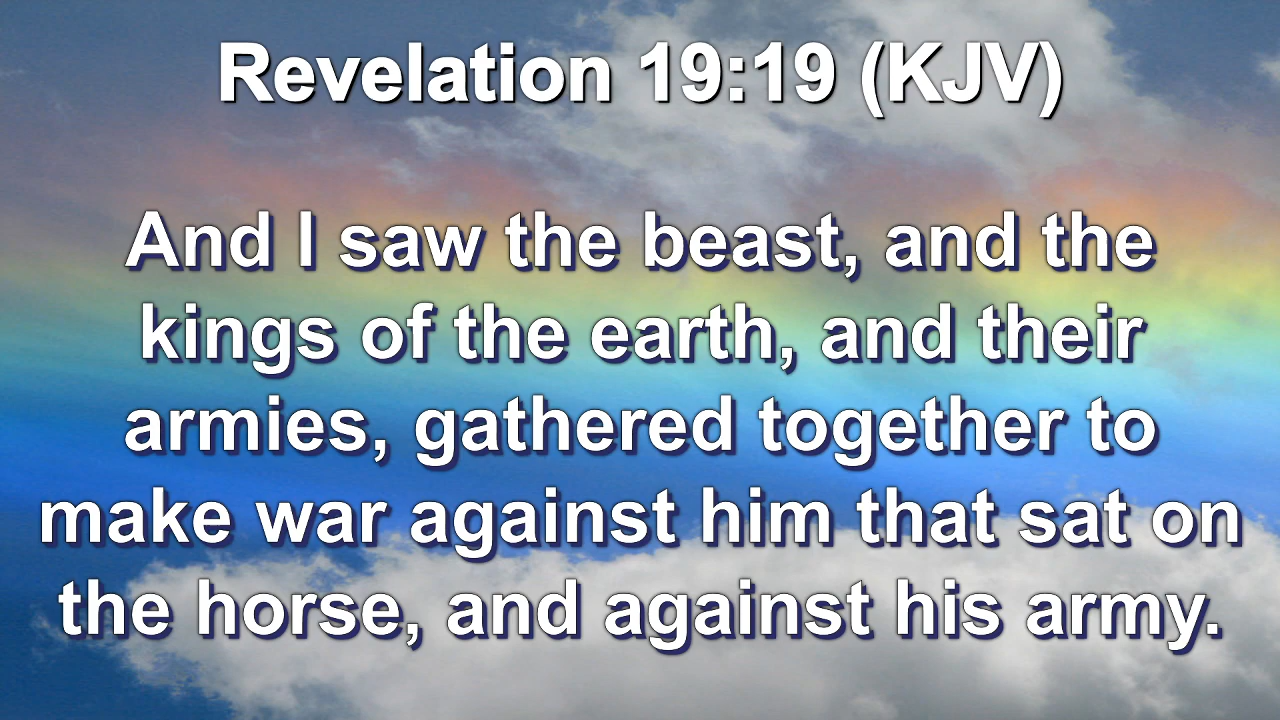 Revelation 19:19 (KJV)
And I saw the beast, and the
kings of the earth, and their
armies, gathered together to
make war against him that sat on
the horse, and against his army.